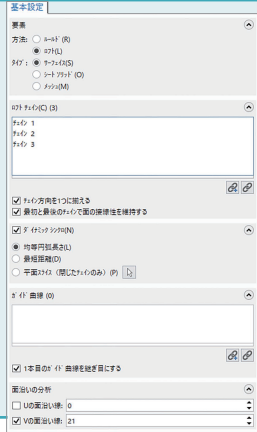 基本設定
要素
方法: ルールド(R)
ロフト(L)
タイプ: サーフェイス(S)
シート ソリッド(O)
メッシュ(M)
ロフト チェイン(C) (3)
チェイン 1
チェイン 2
チェイン 3
チェイン方向を1つに揃える
最初と最後のチェインで面の接線性を維持する
ダイナミック シンクロ(N)
均等円弧長さ(L)
最短距離(D)
平面スライス（閉じたチェインのみ）(P)
ガイド曲線 (0)
1本目のガイド曲線を継ぎ目にする
面沿いの分析
Uの面沿い線: 0
Vの面沿い線: 21